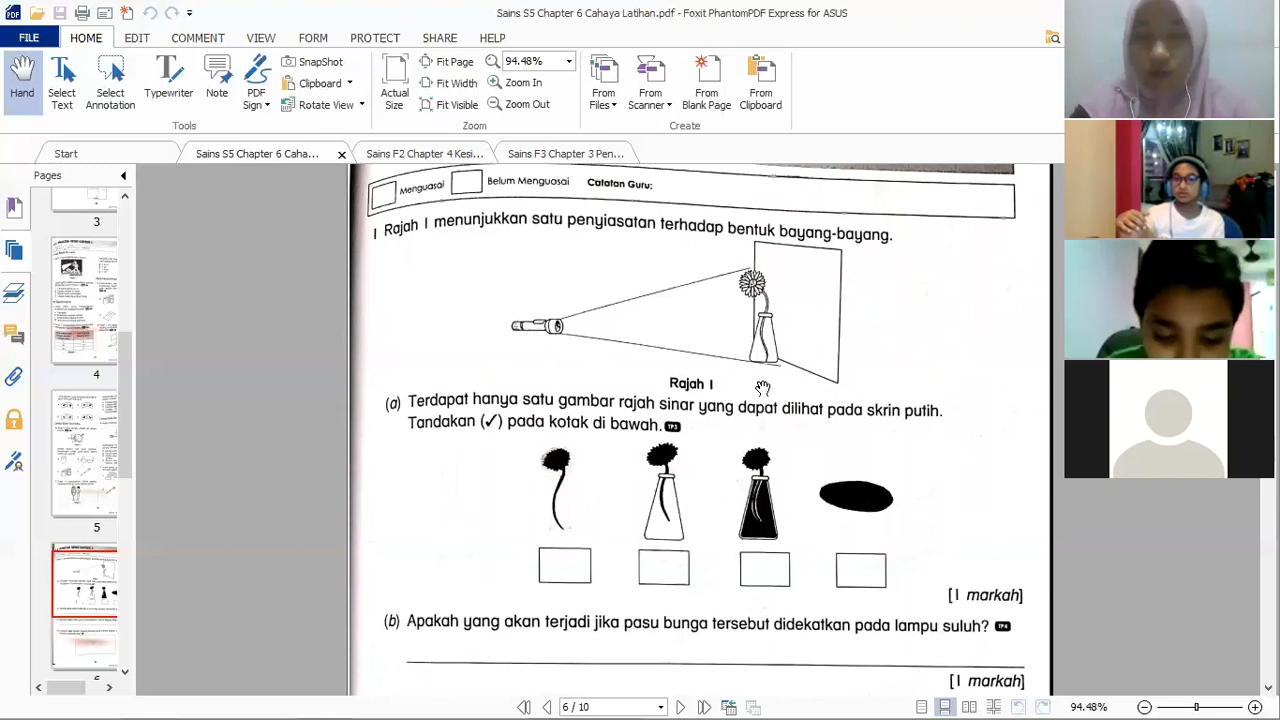 Sains S5 Chapter 6 Cahaya Latihan.pdf - Foxit PhantomPDF Express for ASUS
FILE HOME EDIT COMMENT VIEW FORM PROTECT SHARE HELP
Hand
Select Text
Select Annotation
Typewriter
Note
PDF Sign
SnapShot
Clipboard
Rotate View
Tools
Actual Size
Fit Page
Fit Width
Fit Visible
94.48%
Zoom In
Zoom Out
Zoom
From Files
From Scanner
From Blank Page
From Clipboard
Create
Start
Sains S5 Chapter 6 Caha...
Sains F2 Chapter 4 Kesi...
Sains F3 Chapter 3 Pen...
Pages
3
4
5
6
Menguasai Belum Menguasai Catatan Guru:
1 Rajah 1 menunjukkan satu penyiasatan terhadap bentuk bayang-bayang.
Rajah 1
(a) Terdapat hanya satu gambar rajah sinar yang dapat dilihat pada skrin putih.
Tandakan (✓) pada kotak di bawah. TP3
[1 markah]
(b) Apakah yang akan terjadi jika pasu bunga tersebut didekatkan pada lampu suluh? TP4
[1 markah]
6 / 10
94.48%